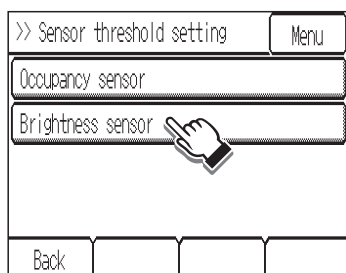 >> Sensor threshold setting
Menu
Occupancy sensor
Brightness sensor
Back